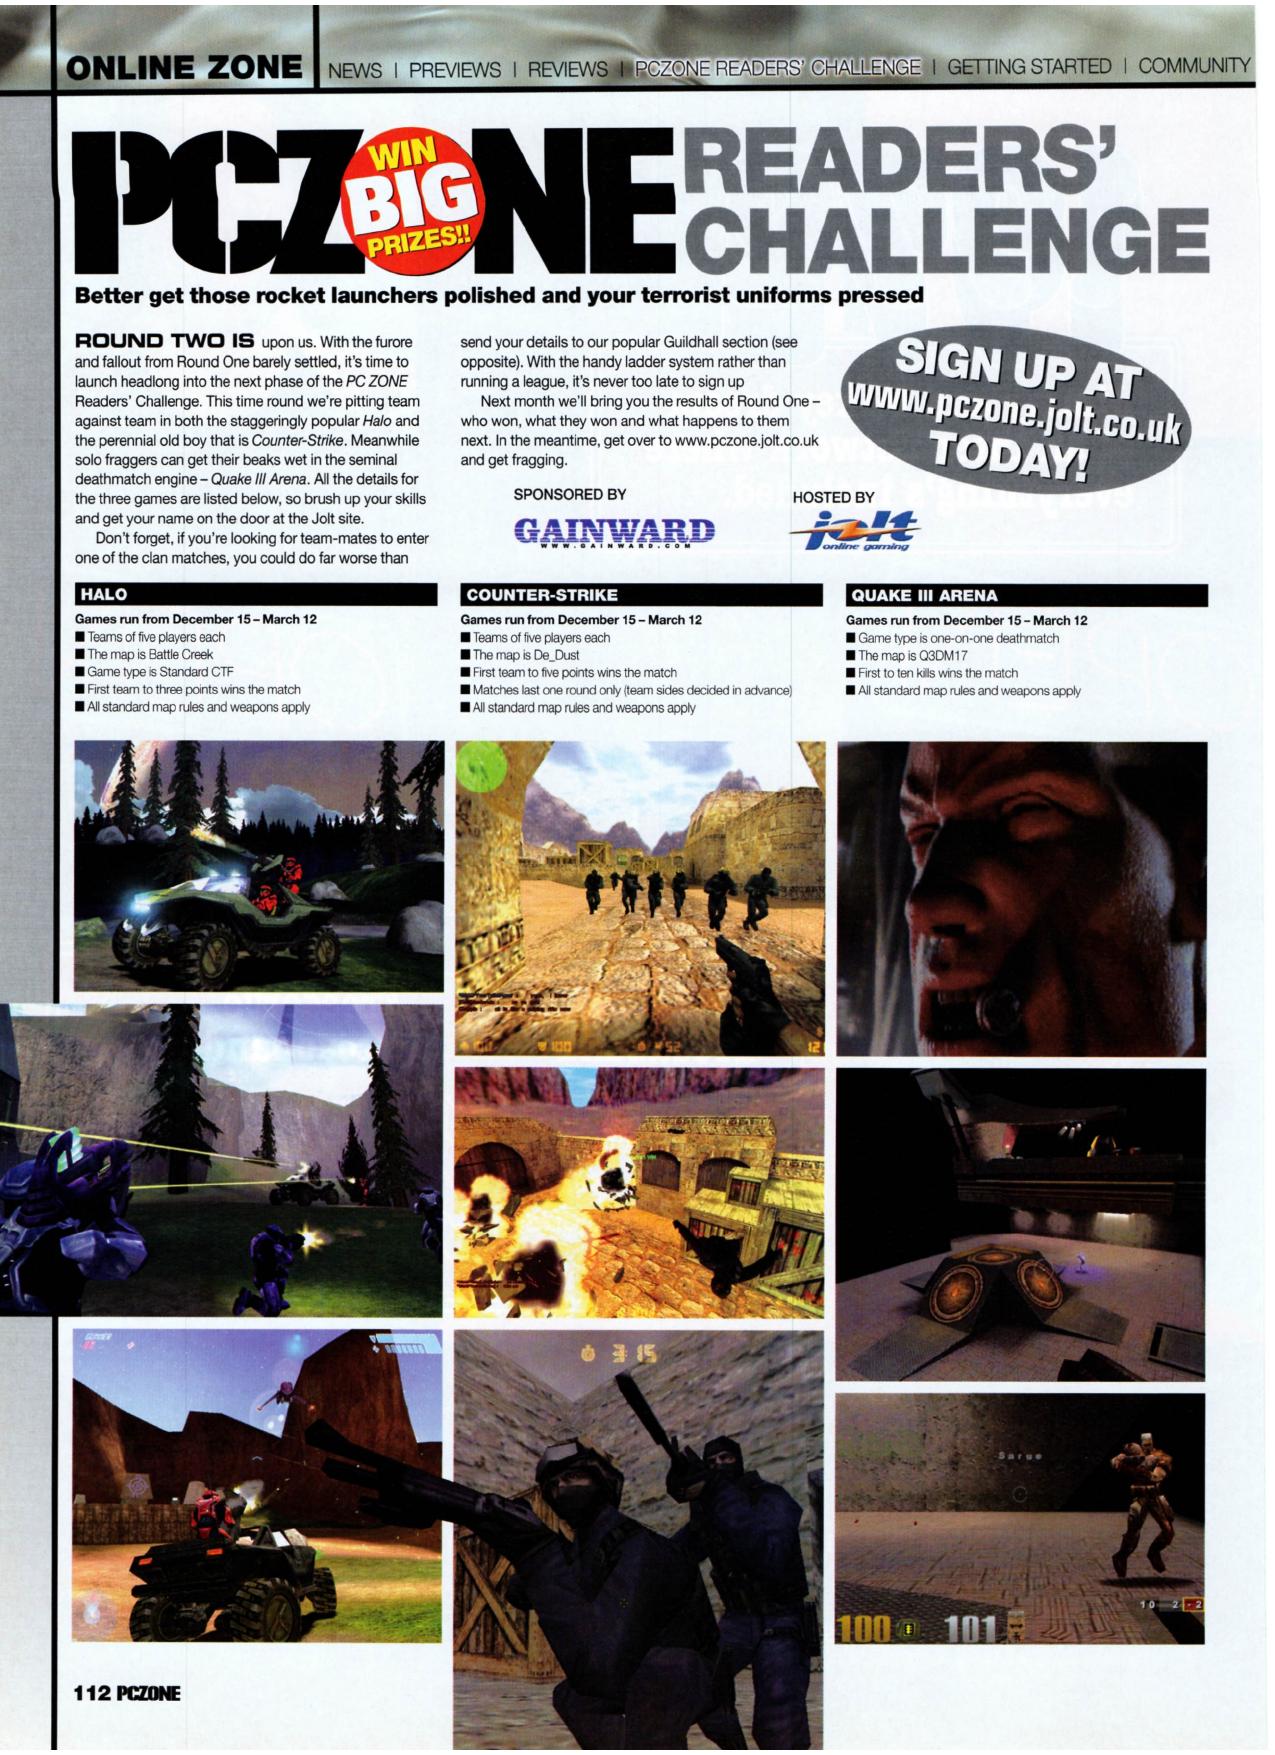 ONLINE ZONE
NEWS | PREVIEWS | REVIEWS | PCZONE READERS' CHALLENGE | GETTING STARTED | COMMUNITY
PCZONE
WIN
BIG
PRIZES!!
READERS'
CHALLENGE
Better get those rocket launchers polished and your terrorist uniforms pressed
ROUND TWO IS upon us. With the furore
and fallout from Round One barely settled, it's time to
launch headlong into the next phase of the PC ZONE
Readers' Challenge. This time round we're pitting team
against team in both the staggeringly popular Halo and
the perennial old boy that is Counter-Strike. Meanwhile
solo fraggers can get their beaks wet in the seminal
deathmatch engine – Quake III Arena. All the details for
the three games are listed below, so brush up your skills
and get your name on the door at the Jolt site.
Don't forget, if you're looking for team-mates to enter
one of the clan matches, you could do far worse than
send your details to our popular Guildhall section (see
opposite). With the handy ladder system rather than
running a league, it's never too late to sign up
Next month we'll bring you the results of Round One –
who won, what they won and what happens to them
next. In the meantime, get over to www.pczone.jolt.co.uk
and get fragging.
SIGN UP AT
www.pczone.jolt.co.uk
TODAY!
SPONSORED BY
GAINWARD
WWW.GAINWARD.COM
HOSTED BY
jolt
online gaming
HALO
Games run from December 15 – March 12
■ Teams of five players each
■ The map is Battle Creek
■ Game type is Standard CTF
■ First team to three points wins the match
■ All standard map rules and weapons apply
COUNTER-STRIKE
Games run from December 15 – March 12
■ Teams of five players each
■ The map is De_Dust
■ First team to five points wins the match
■ Matches last one round only (team sides decided in advance)
■ All standard map rules and weapons apply
QUAKE III ARENA
Games run from December 15 – March 12
■ Game type is one-on-one deathmatch
■ The map is Q3DM17
■ First to ten kills wins the match
■ All standard map rules and weapons apply
100
100
52
12
3:15
Sarge
10 2 -2
100 101
112 PCZONE